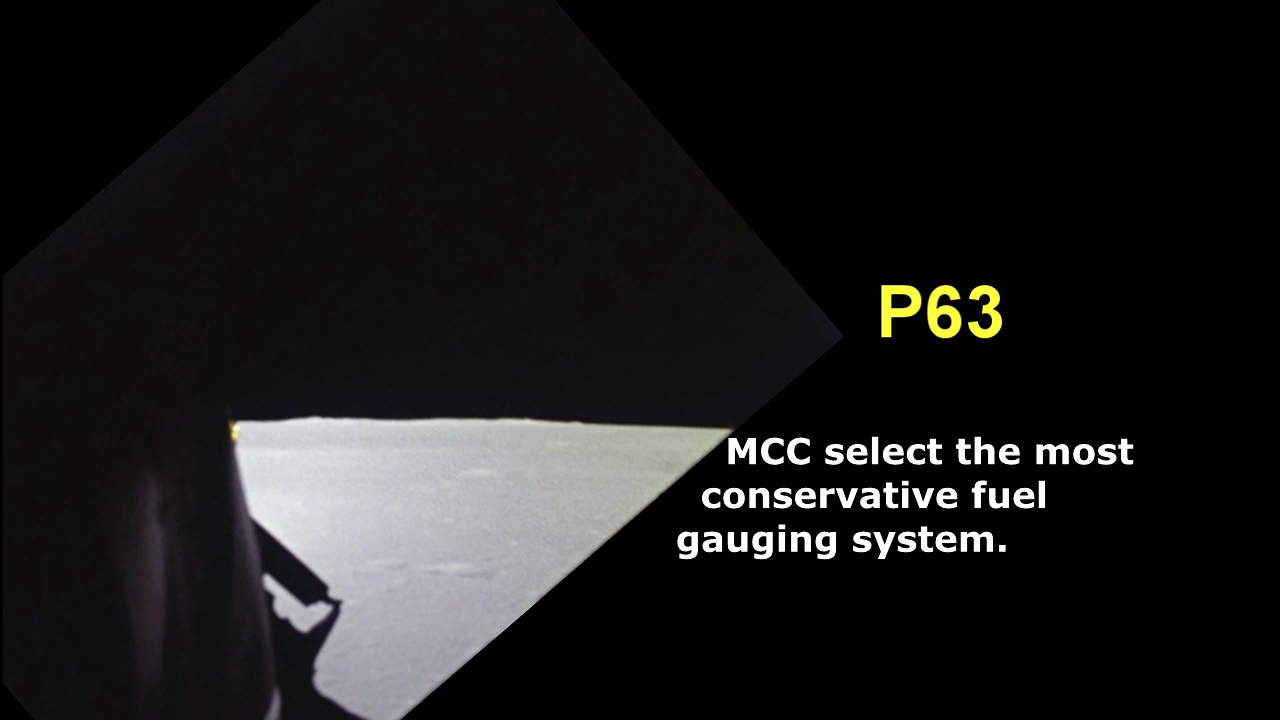 P63
MCC select the most
conservative fuel
gauging system.